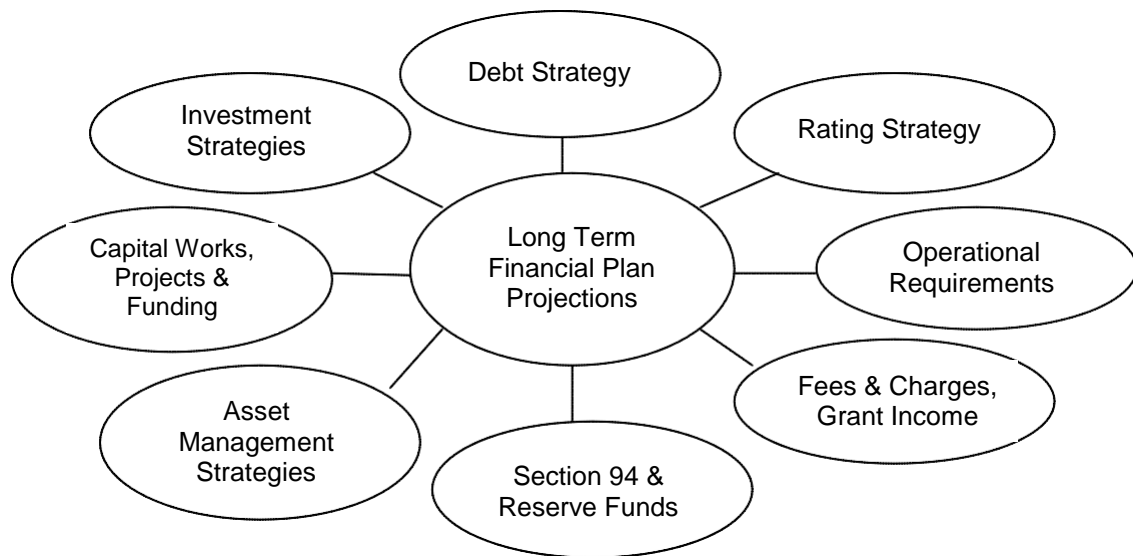 Debt Strategy
Investment
Strategies
Rating Strategy
Long Term
Financial Plan
Projections
Capital Works,
Projects &
Funding
Operational
Requirements
Fees & Charges,
Grant Income
Asset
Management
Strategies
Section 94 &
Reserve Funds